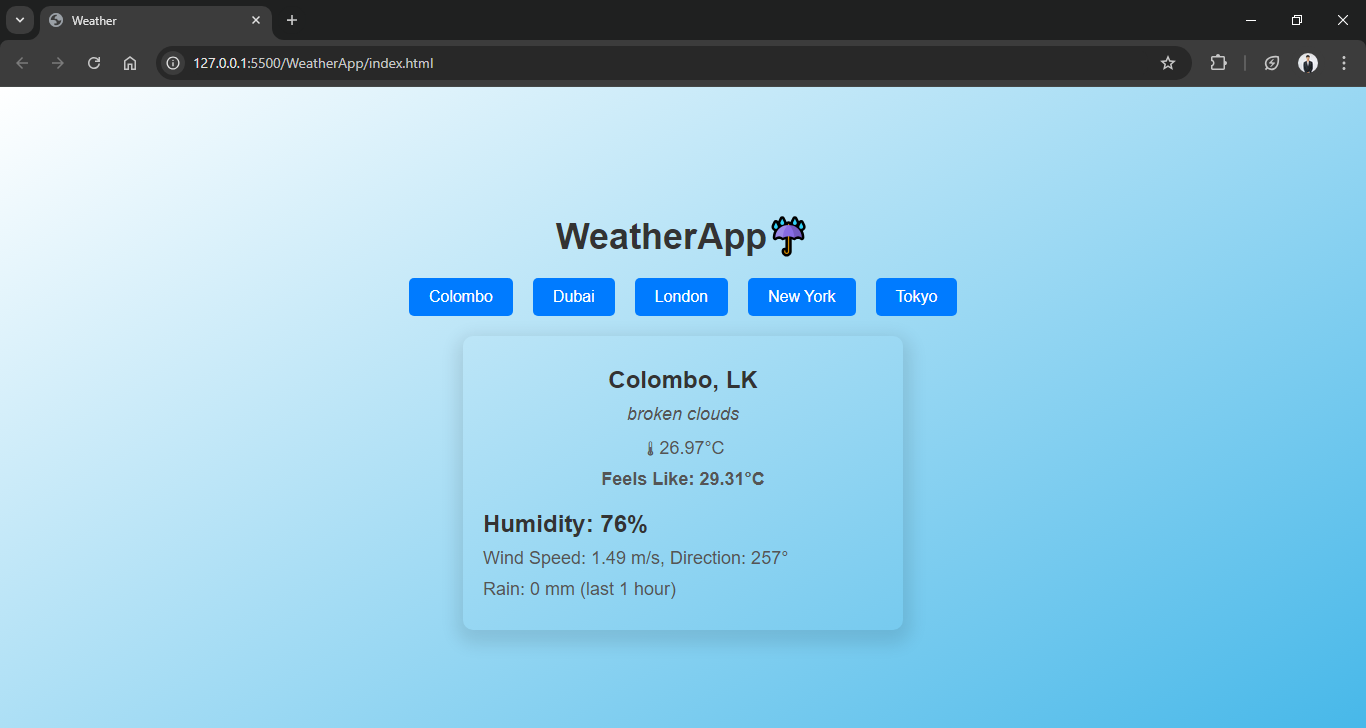 Weather
127.0.0.1:5500/WeatherApp/index.html
WeatherApp☔
Colombo Dubai London New York Tokyo
Colombo, LK
broken clouds
🌡26.97°C
Feels Like: 29.31°C
Humidity: 76%
Wind Speed: 1.49 m/s, Direction: 257°
Rain: 0 mm (last 1 hour)